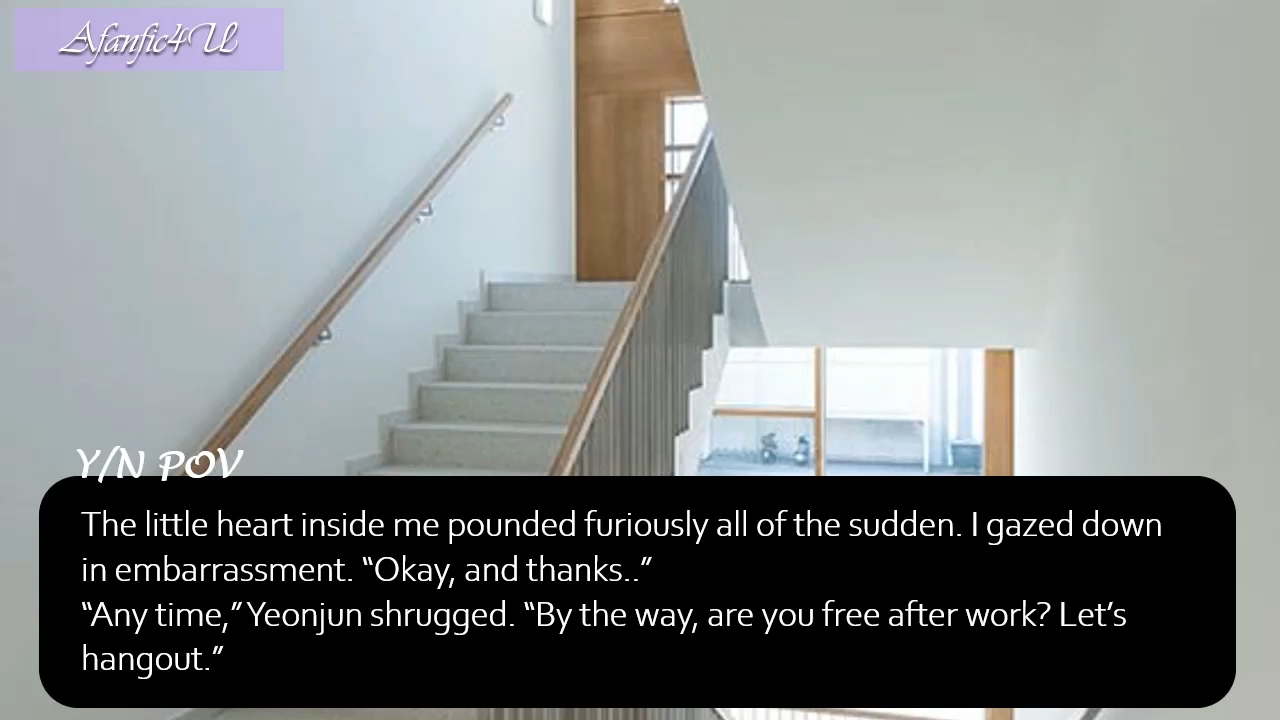 Afanfic4U
Y/N POV
The little heart inside me pounded furiously all of the sudden. I gazed down
in embarrassment. “Okay, and thanks..”
“Any time,” Yeonjun shrugged. “By the way, are you free after work? Let’s
hangout.”